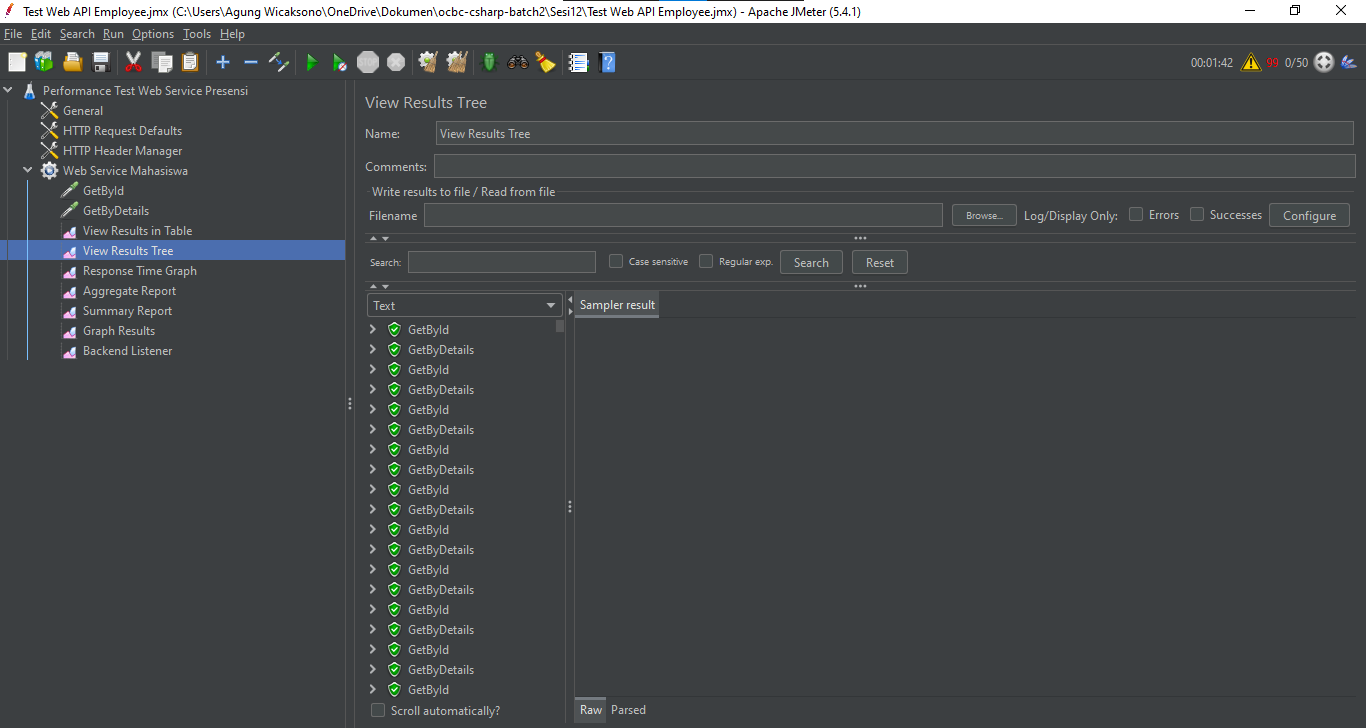 Test Web API Employee.jmx (C:\Users\Agung Wicaksono\OneDrive\Dokumen\ocbc-csharp-batch2\Sesi12\Test Web API Employee.jmx) - Apache JMeter (5.4.1)
File Edit Search Run Options Tools Help
STOP 00:01:42 99 0/50
Performance Test Web Service Presensi
General
HTTP Request Defaults
HTTP Header Manager
Web Service Mahasiswa
GetById
GetByDetails
View Results in Table
View Results Tree
Response Time Graph
Aggregate Report
Summary Report
Graph Results
Backend Listener
View Results Tree
Name: View Results Tree
Comments:
Write results to file / Read from file
Filename Browse... Log/Display Only: Errors Successes Configure
Search: Case sensitive Regular exp. Search Reset
Text
Sampler result
GetById
GetByDetails
GetById
GetByDetails
GetById
GetByDetails
GetById
GetByDetails
GetById
GetByDetails
GetById
GetByDetails
GetById
GetByDetails
GetById
GetByDetails
GetById
GetByDetails
GetById
Scroll automatically?
Raw Parsed